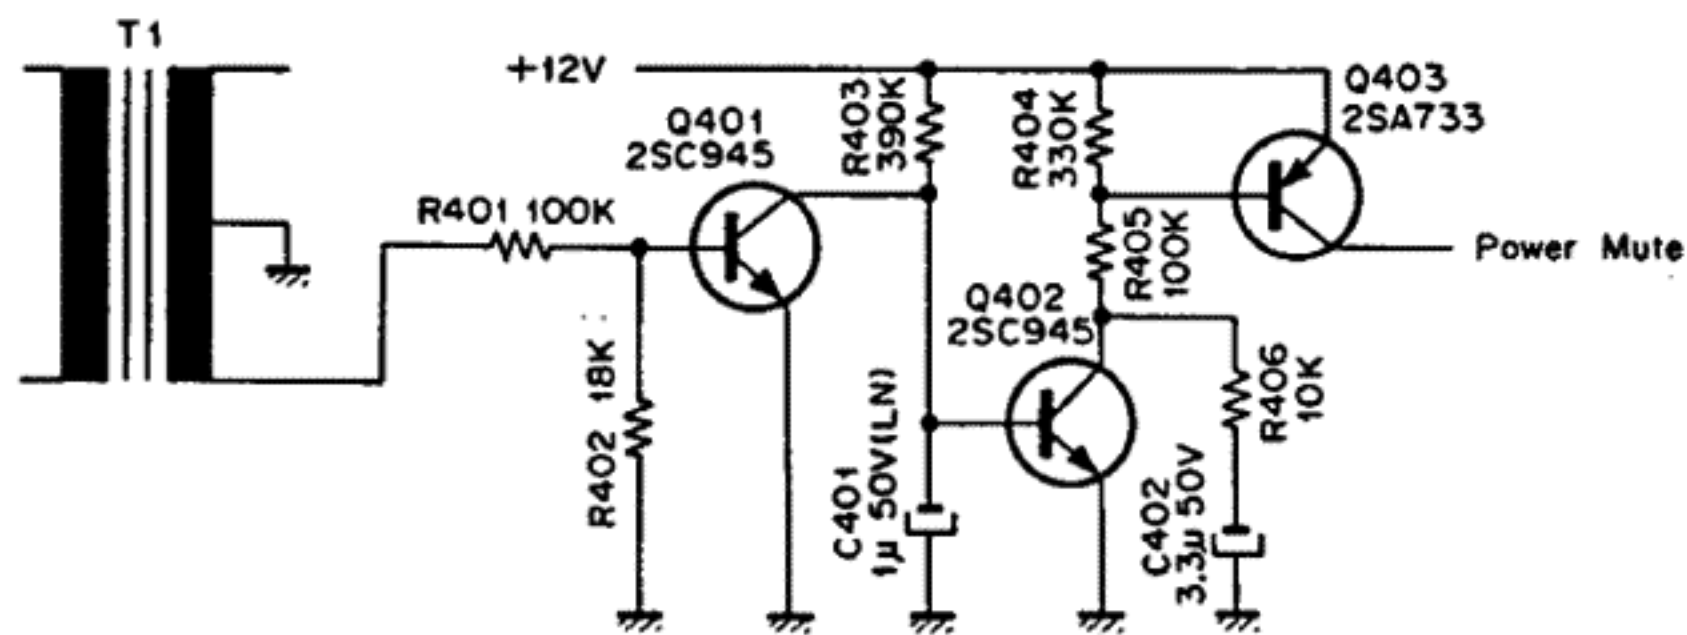 T1
+12V
R403
390K
R404
330K
Q403
2SA733
Q401
2SC945
R401 100K
R405
100K
Power Mute
Q402
2SC945
R402 18K
C401
1μ 50V(LN)
R406
10K
C402
3.3μ 50V